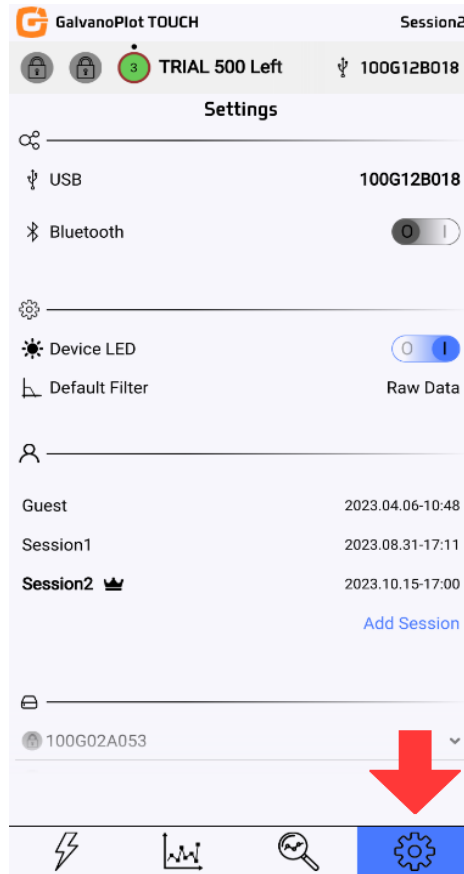 GalvanoPlot TOUCH Session2
3 TRIAL 500 Left 100G12B018
Settings
USB 100G12B018
Bluetooth O I
Device LED O I
Default Filter Raw Data
Guest 2023.04.06-10:48
Session1 2023.08.31-17:11
Session2 2023.10.15-17:00
Add Session
100G02A053